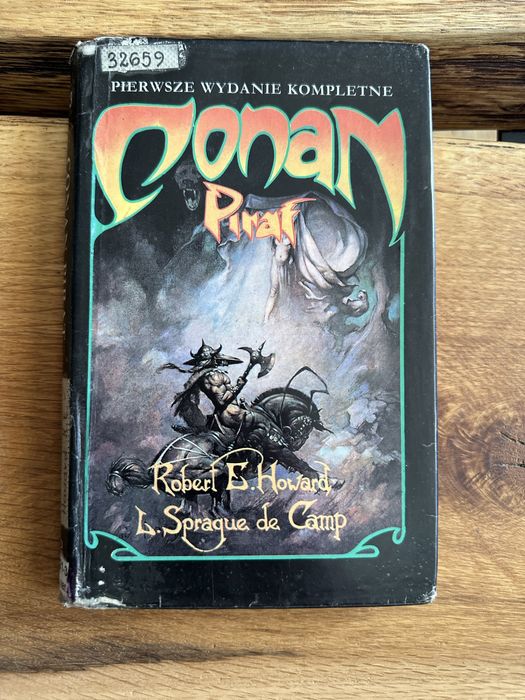 32659
PIERWSZE WYDANIE KOMPLETNE
Conan
Pirat
Robert E. Howard
L. Sprague de Camp